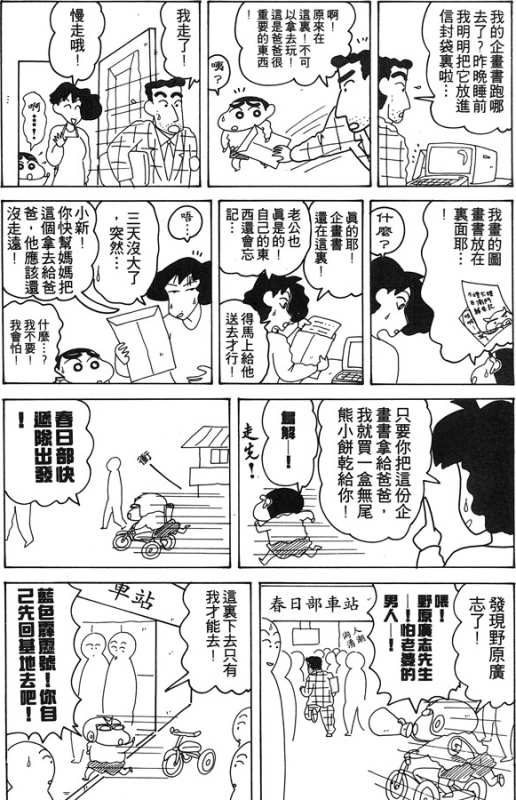 我的企畫書跑哪
去了？昨晚睡前
我明明把它放進
信封袋裏啦…
啊！
原來在
這裏！不可
以拿去玩！
這是爸爸很
重要的東西
嘎？
我走了！
慢走哦！
啊…！
我畫的圖
畫書放在
裏面耶…
！
什麼？
真的耶！
企畫書
還在這裏！
老公也
真是的！
自己的東
西還會忘
記…
得馬上給他
送去才行！
唔…
三天沒大了
，突然…
小新！
你快幫媽媽把
這個拿去給爸
爸，他應該還
沒走遠！
什麼…？
我不要！
我會怕！
只要你把這份企
畫書拿給爸爸，
我就買一盒無尾
熊小餅乾給你！
瞭解—！
衝
春日部快
遞隊出發
！
發現野原廣
志了！
喂！
野原廣志先生
—！怕老婆的
男人—！
春日部車站
人潮
洶湧
這裏下去只有
我才能去！
車站
藍色霹靂號！你自
己先回基地去吧！